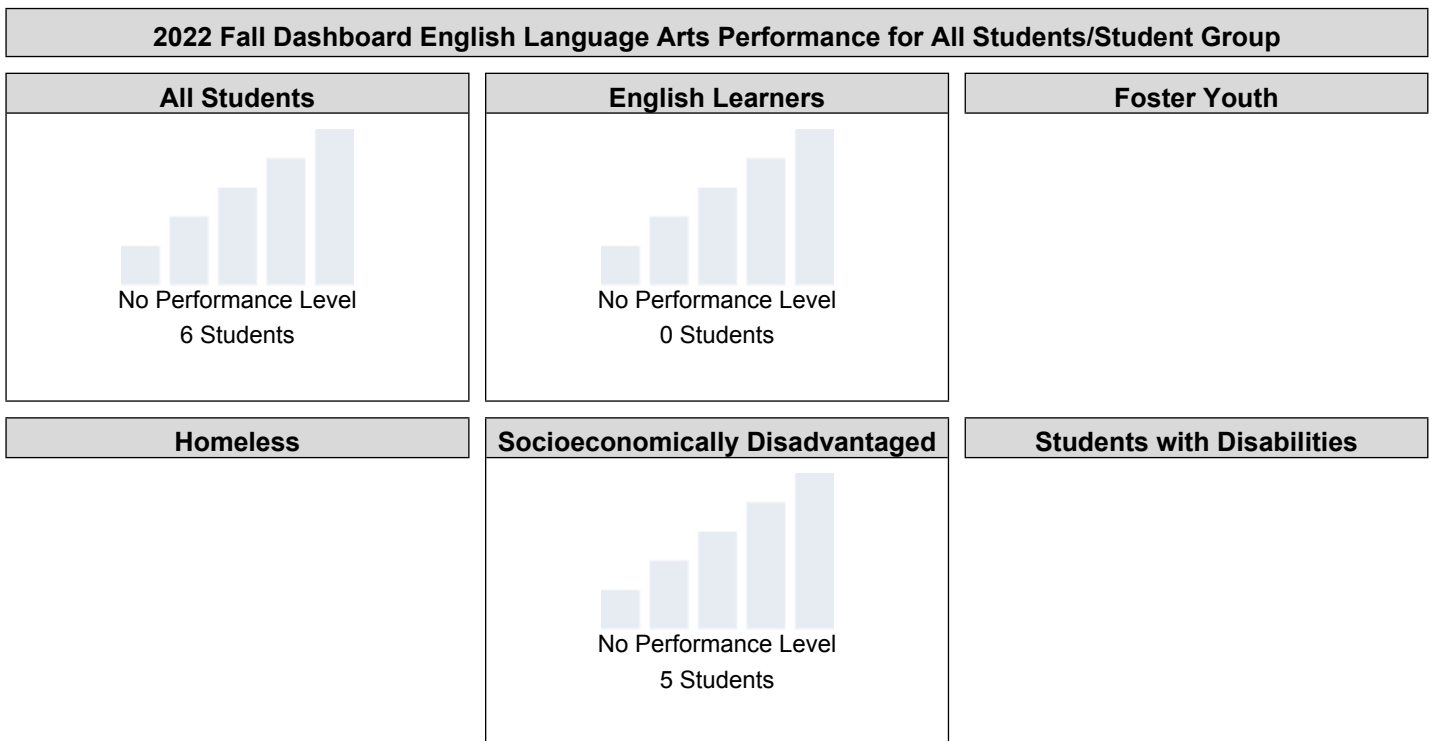 2022 Fall Dashboard English Language Arts Performance for All Students/Student Group
All Students
English Learners
Foster Youth
No Performance Level
6 Students
No Performance Level
0 Students
Homeless
Socioeconomically Disadvantaged
Students with Disabilities
No Performance Level
5 Students